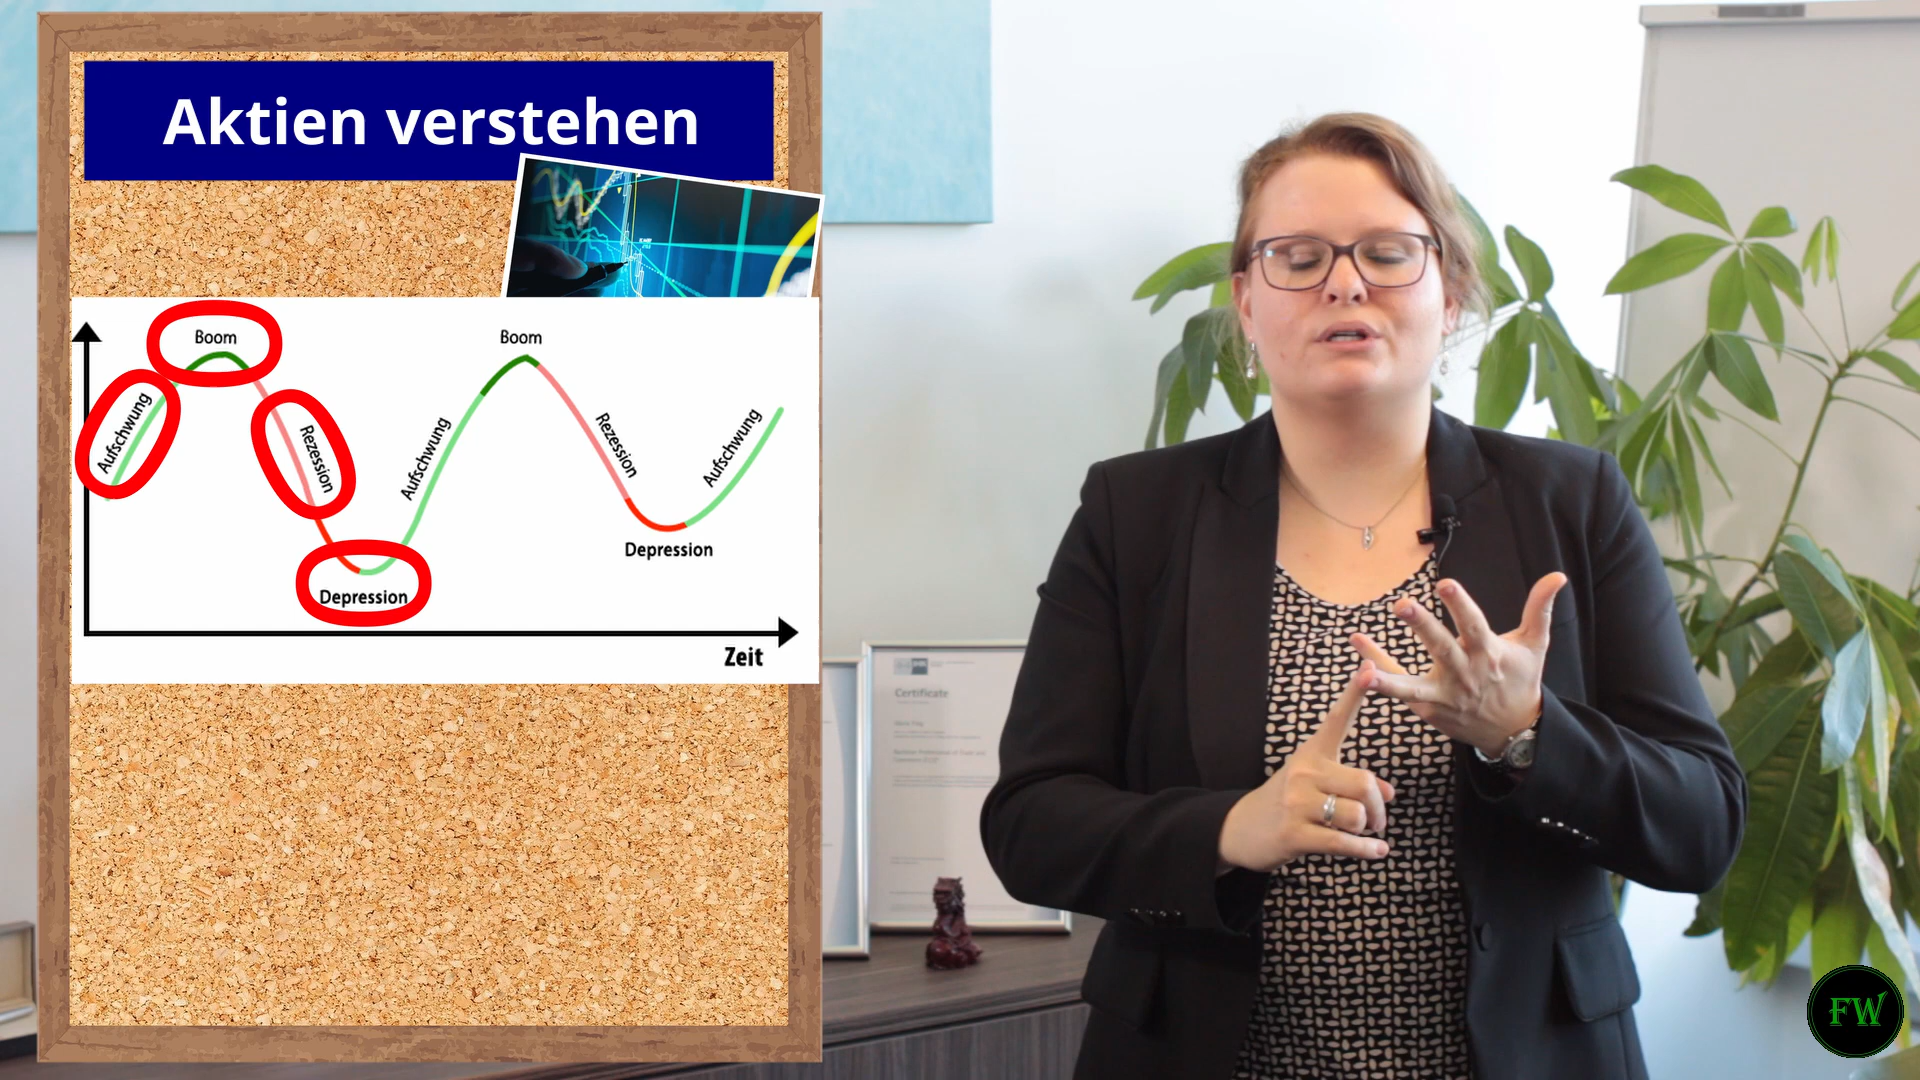 Aktien verstehen
Boom
Boom
Aufschwung
Rezession
Aufschwung
Rezession
Aufschwung
Depression
Depression
Zeit
Certificate
FW